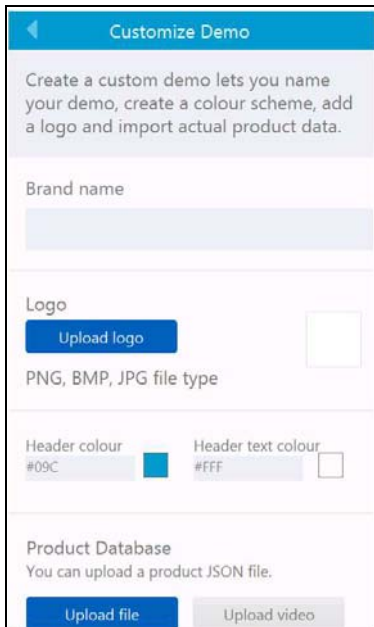 Customize Demo
Create a custom demo lets you name
your demo, create a colour scheme, add
a logo and import actual product data.
Brand name
Logo
Upload logo
PNG, BMP, JPG file type
Header colour
#09C
Header text colour
#FFF
Product Database
You can upload a product JSON file.
Upload file
Upload video